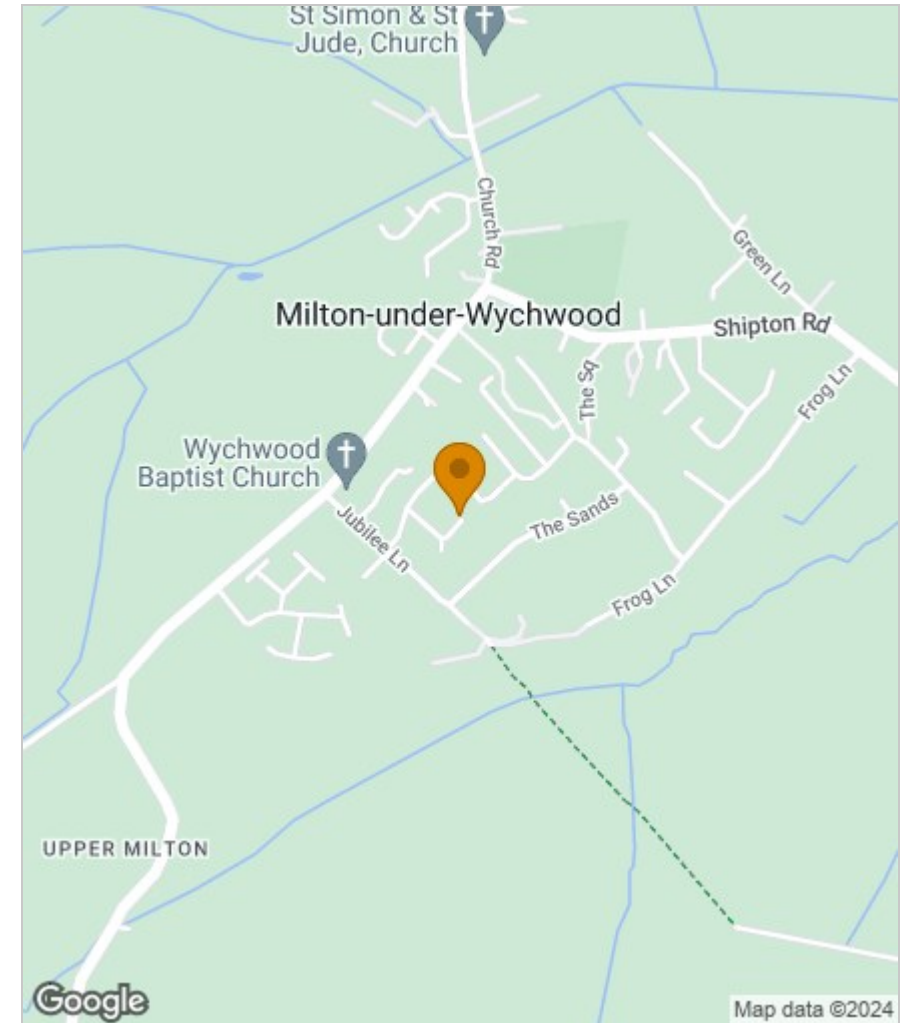 St Simon & St
Jude, Church
Church Rd
Green Ln
Milton-under-Wychwood
Shipton Rd
The Sq
Frog Ln
Wychwood
Baptist Church
Jubilee Ln
The Sands
Frog Ln
UPPER MILTON
Google
Map data ©2024